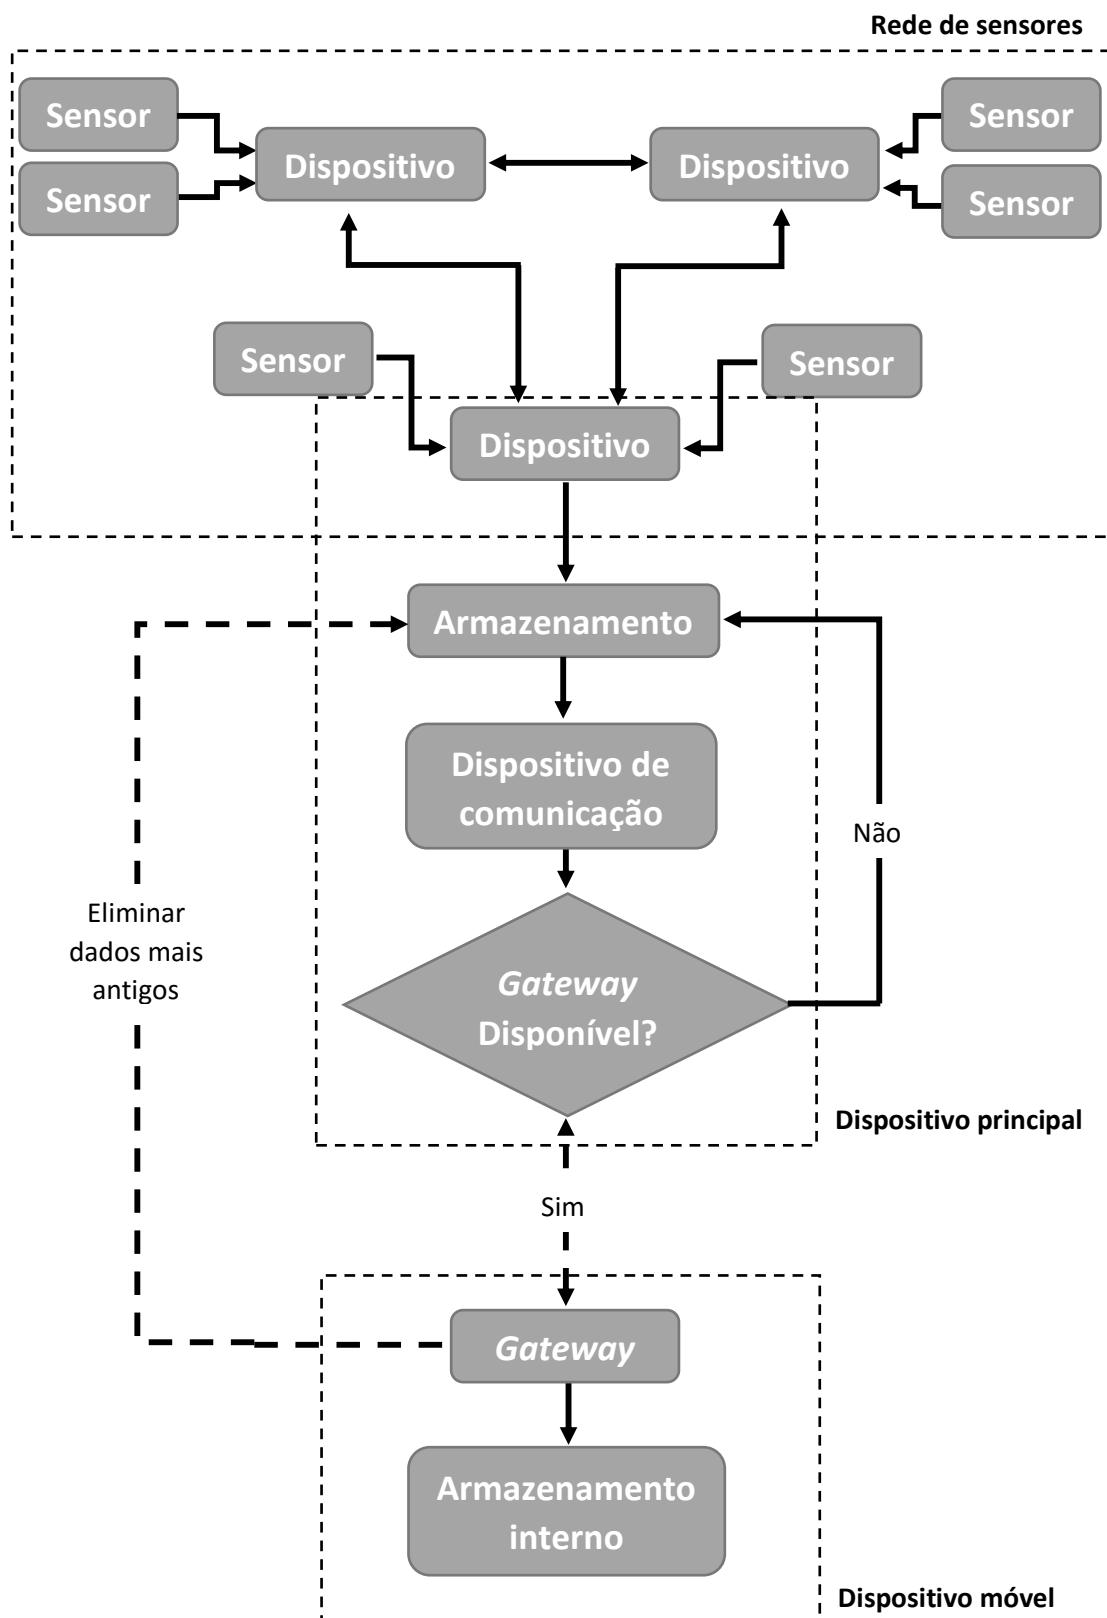 Rede de sensores
Sensor
Sensor
Sensor
Sensor
Dispositivo
Dispositivo
Sensor
Sensor
Dispositivo
Armazenamento
Dispositivo de
comunicação
Não
Eliminar
dados mais
antigos
Gateway
Disponível?
Dispositivo principal
Sim
Gateway
Armazenamento
interno
Dispositivo móvel